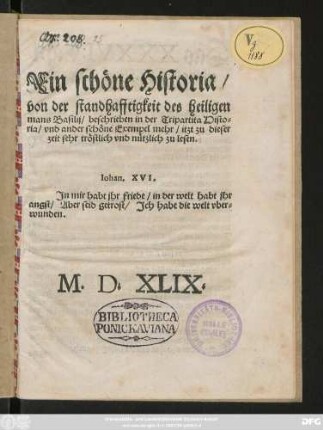 V
Ein schöne Historia /
von der standhafftigkeit des heiligen
mans Basilij / beschrieben in der Tripartita Histo-
ria / vnd ander schöne Exempel mehr / itzt zu dieser
zeit sehr tröstlich vnd nützlich zu lesen.
Iohan. XVI.
In mir habt jhr friede / in der welt habt jhr
angst / Aber seid getrost / Ich habe die welt vber-
wunden.
M. D. XLIX.
BIBLIOTHECA
PONICKAVIANA
DFG